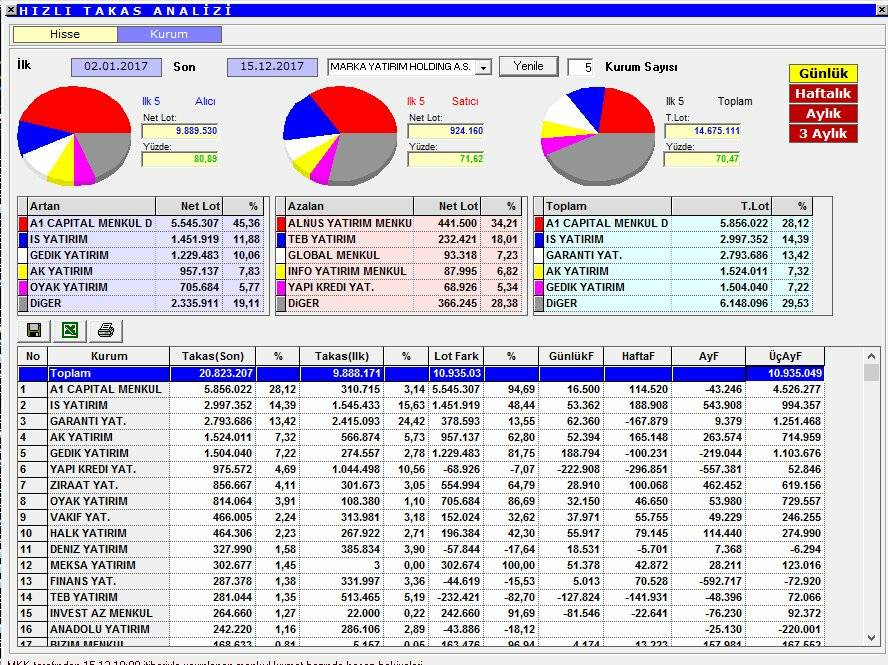 HIZLI TAKAS ANALİZİ
Hisse Kurum
İlk 02.01.2017 Son 15.12.2017 MARKA YATIRIM HOLDING A.S. Yenile 5 Kurum Sayısı
Günlük
Haftalık
Aylık
3 Aylık
Ilk 5 Alıcı
Net Lot:
9.889.530
Yüzde:
80,89
Ilk 5 Satici
Net Lot:
924.160
Yüzde:
71,62
Ilk 5 Toplam
T.Lot:
14.675.111
Yüzde:
70,47
Artan Net Lot %
A1 CAPITAL MENKUL D 5.545.307 45,36
IS YATIRIM 1.451.919 11,88
GEDIK YATIRIM 1.229.483 10,06
AK YATIRIM 957.137 7,83
OYAK YATIRIM 705.684 5,77
DiGER 2.335.911 19,11
Azalan Net Lot %
ALNUS YATIRIM MENKU 441.500 34,21
TEB YATIRIM 232.421 18,01
GLOBAL MENKUL 93.318 7,23
INFO YATIRIM MENKUL 87.995 6,82
YAPI KREDI YAT. 68.926 5,34
DiGER 366.245 28,38
Toplam T.Lot %
A1 CAPITAL MENKUL D 5.856.022 28,12
IS YATIRIM 2.997.352 14,39
GARANTI YAT. 2.793.686 13,42
AK YATIRIM 1.524.011 7,32
GEDIK YATIRIM 1.504.040 7,22
DiGER 6.148.096 29,53
No Kurum Takas(Son) % Takas(Ilk) % Lot Fark % GünlükF HaftaF AyF ÜçAyF
Toplam 20.823.207 9.888.171 10.935.03 10.935.049
1 A1 CAPITAL MENKUL 5.856.022 28,12 310.715 3,14 5.545.307 94,69 16.500 114.520 -43.246 4.526.277
2 IS YATIRIM 2.997.352 14,39 1.545.433 15,63 1.451.919 48,44 53.362 188.908 543.908 994.357
3 GARANTI YAT. 2.793.686 13,42 2.415.093 24,42 378.593 13,55 62.360 -167.879 9.379 1.251.468
4 AK YATIRIM 1.524.011 7,32 566.874 5,73 957.137 62,80 52.394 165.148 263.574 714.959
5 GEDIK YATIRIM 1.504.040 7,22 274.557 2,78 1.229.483 81,75 188.794 -100.231 -219.044 1.103.676
6 YAPI KREDI YAT. 975.572 4,69 1.044.498 10,56 -68.926 -7,07 -222.908 -296.851 -557.381 52.846
7 ZIRAAT YAT. 856.667 4,11 301.673 3,05 554.994 64,79 28.910 100.068 462.452 619.156
8 OYAK YATIRIM 814.064 3,91 108.380 1,10 705.684 86,69 32.150 46.650 53.980 729.557
9 VAKIF YAT. 466.005 2,24 313.981 3,18 152.024 32,62 37.971 55.755 49.229 246.255
10 HALK YATIRIM 464.306 2,23 267.922 2,71 196.384 42,30 55.917 79.145 114.440 274.990
11 DENIZ YATIRIM 327.990 1,58 385.834 3,90 -57.844 -17,64 18.531 -5.701 7.368 -6.294
12 MEKSA YATIRIM 302.677 1,45 3 0,00 302.674 100,00 51.378 42.872 28.211 123.016
13 FINANS YAT. 287.378 1,38 331.997 3,36 -44.619 -15,53 5.013 70.528 -592.717 -72.920
14 TEB YATIRIM 281.044 1,35 513.465 5,19 -232.421 -82,70 -127.824 -141.931 -48.396 72.066
15 INVEST AZ MENKUL 264.660 1,27 22.000 0,22 242.660 91,69 -81.546 -22.641 -76.230 92.372
16 ANADOLU YATIRIM 242.220 1,16 286.106 2,89 -43.886 -18,12 -25.130 -220.001
17 BIZIM MENKUL 168.633 0,81 5.157 0,05 163.476 96,94 4.174 13.223 157.981 167.552